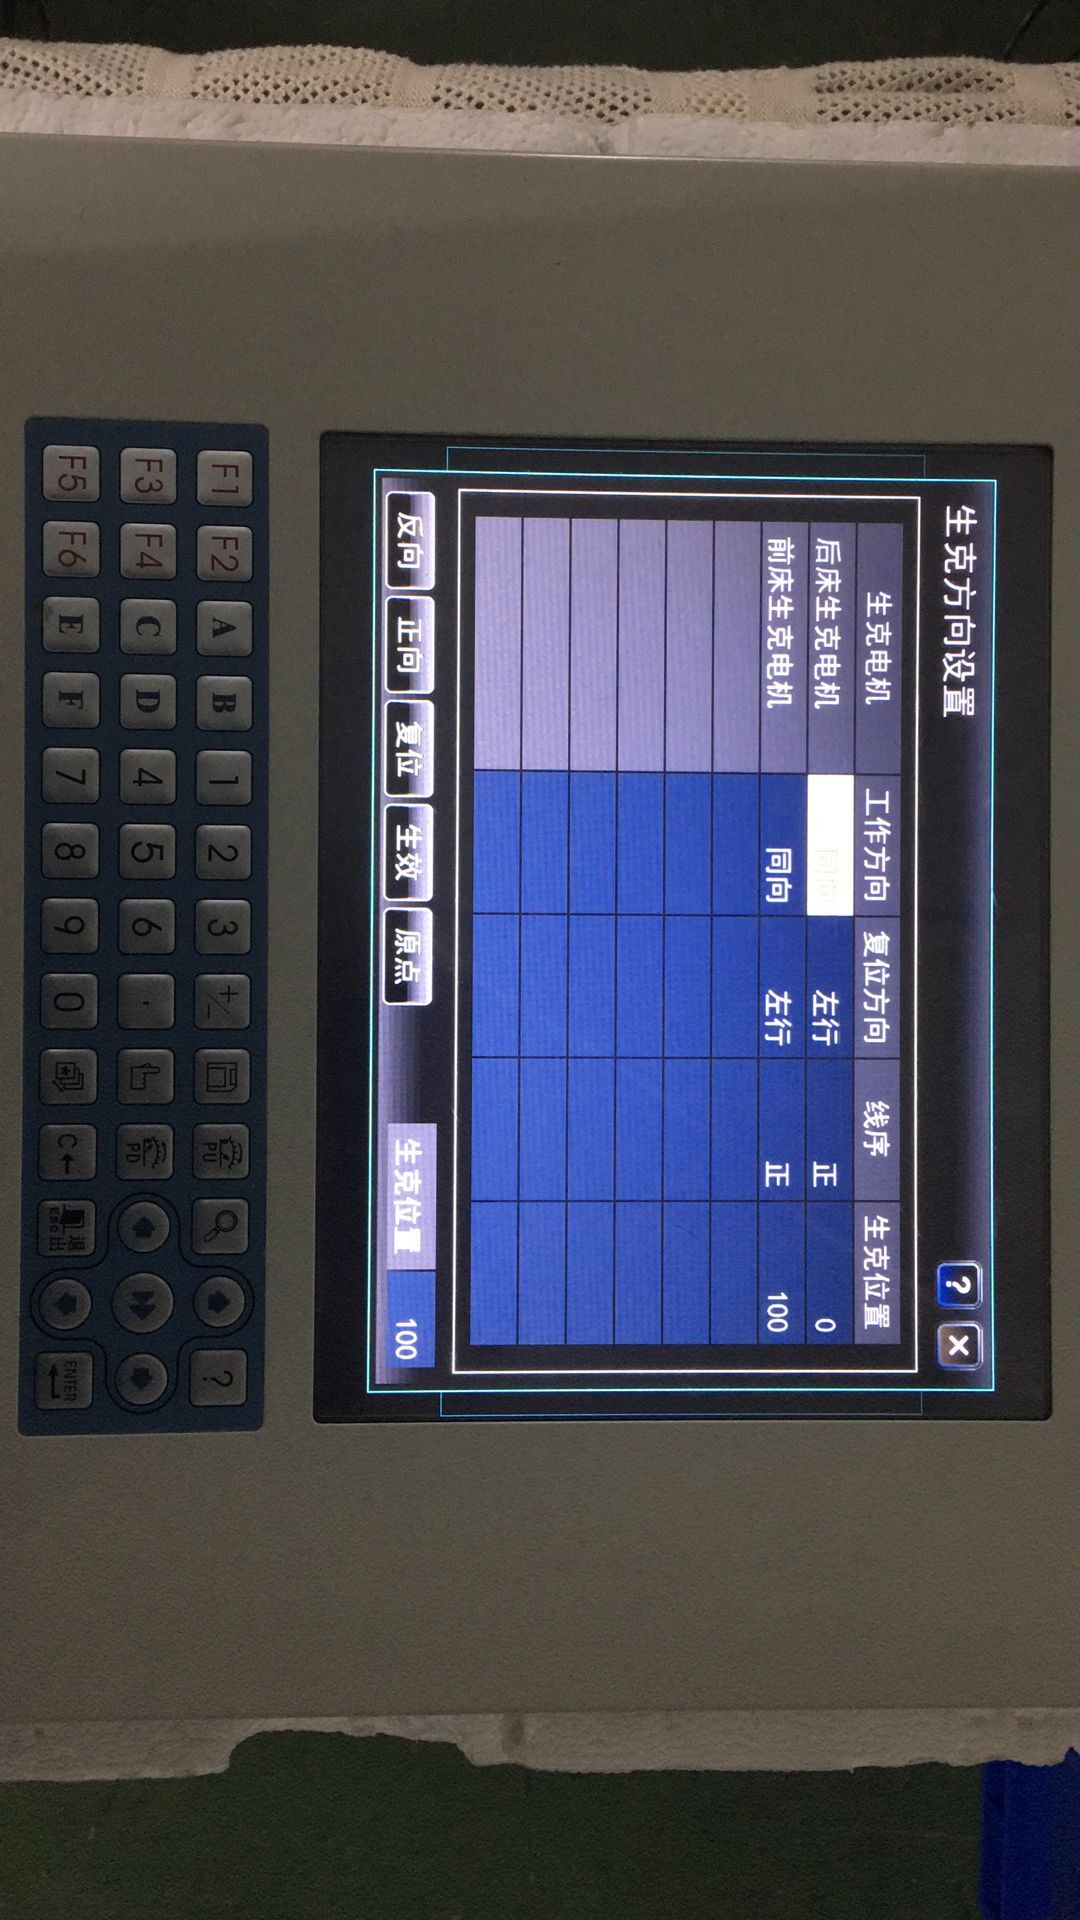 生克方向设置 ? ×
生克电机 工作方向 复位方向 线序 生克位置
后床生克电机 同向 左行 正 0
前床生克电机 同向 左行 正 100
反向 正向 复位 生效 原点 生克位置 100
F1 F2 A B 1 2 3 +/- PU ?
F3 F4 C D 4 5 6 . PD
F5 F6 E F 7 8 9 0 C← 退出 ESC ENTER